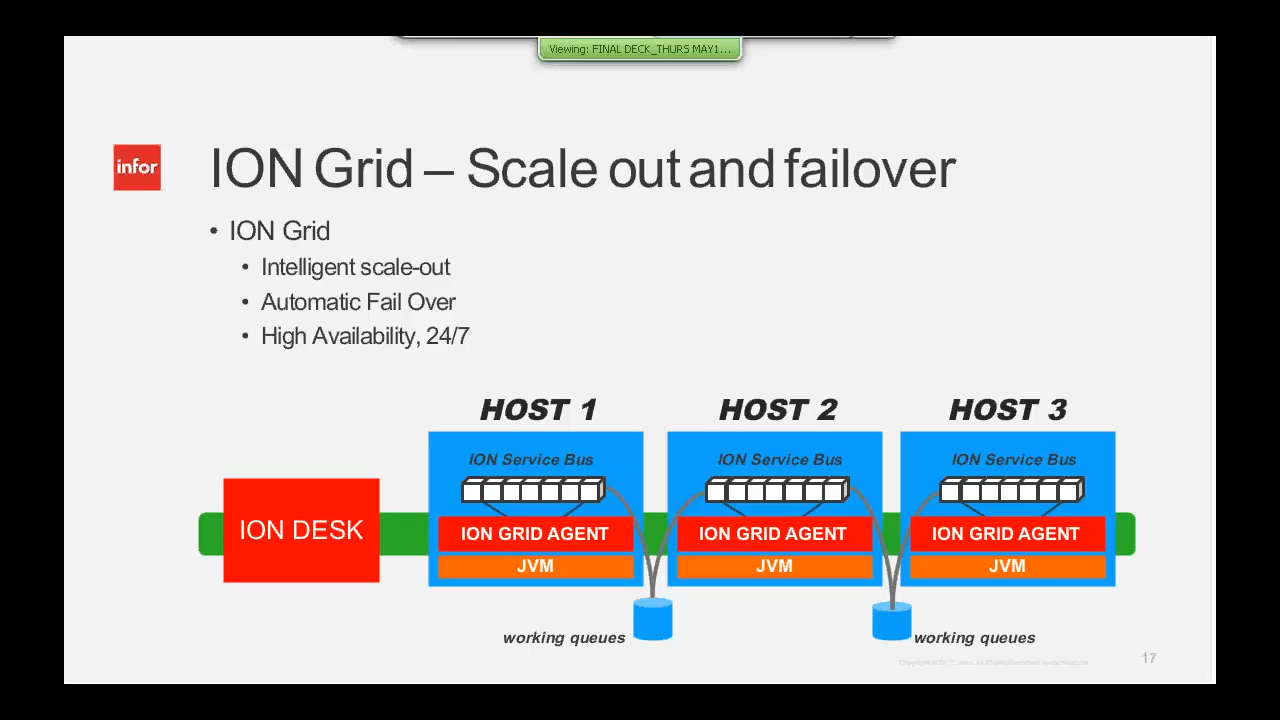 Viewing: FINAL DECK_THURS MAY1...
infor
ION Grid – Scale out and failover
• ION Grid
• Intelligent scale-out
• Automatic Fail Over
• High Availability, 24/7
HOST 1 HOST 2 HOST 3
ION Service Bus ION Service Bus ION Service Bus
ION DESK
ION GRID AGENT ION GRID AGENT ION GRID AGENT
JVM JVM JVM
working queues working queues
17